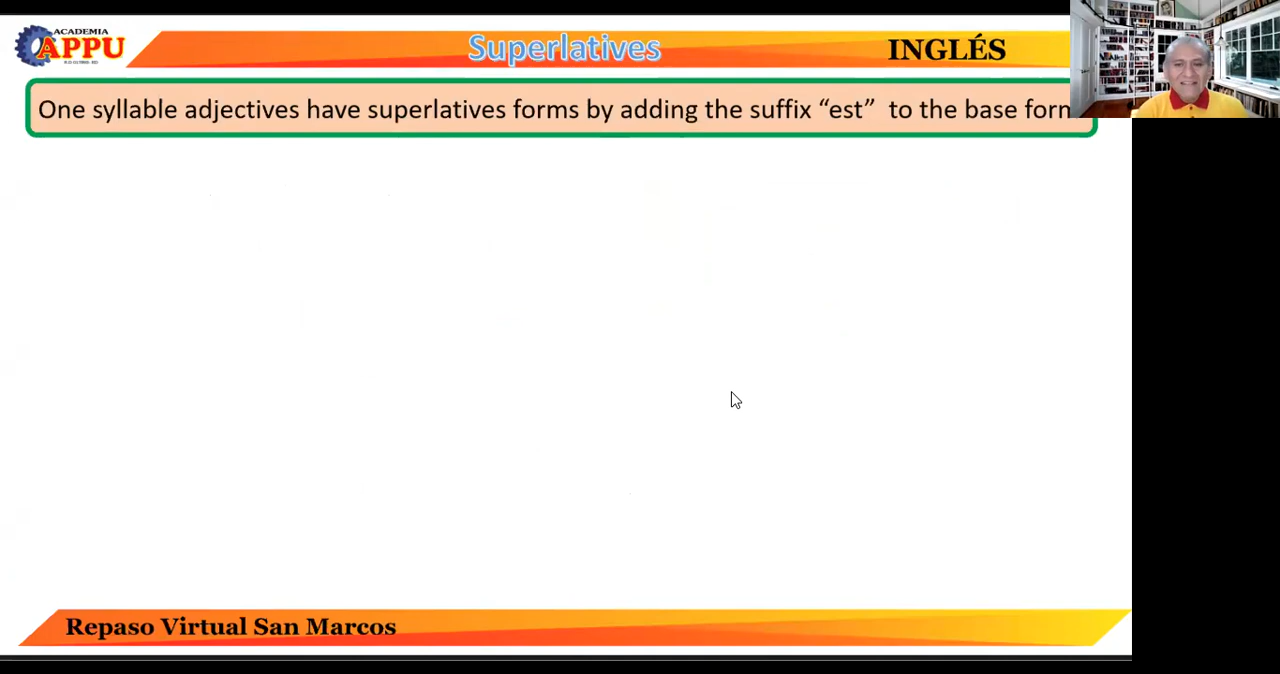 ACADEMIA
APPU
Superlatives
INGLÉS
One syllable adjectives have superlatives forms by adding the suffix “est” to the base form
Repaso Virtual San Marcos